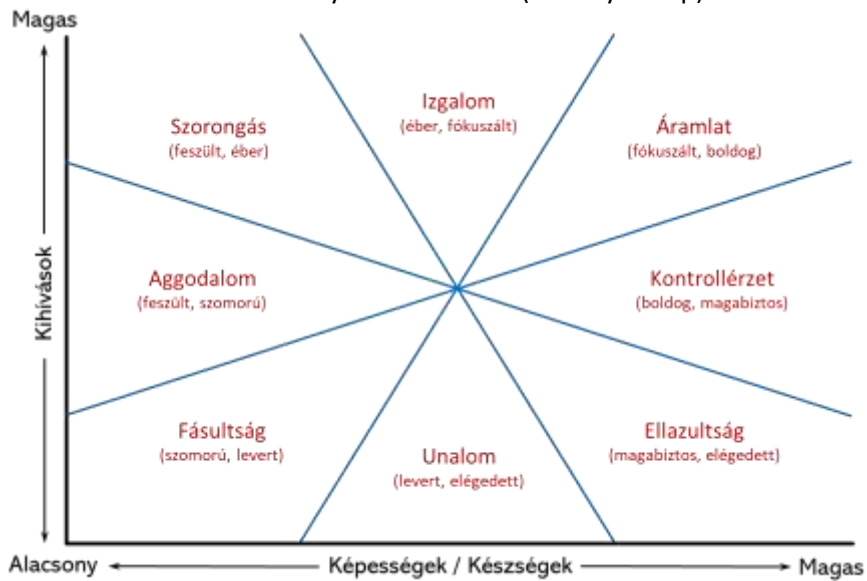 Magas
Izgalom
(éber, fókuszált)
Szorongás
(feszült, éber)
Áramlat
(fókuszált, boldog)
Aggodalom
(feszült, szomorú)
Kontrollérzet
(boldog, magabiztos)
Kihívások
Fásultság
(szomorú, levert)
Unalom
(levert, elégedett)
Ellazultság
(magabiztos, elégedett)
Alacsony
Képességek / Készségek
Magas